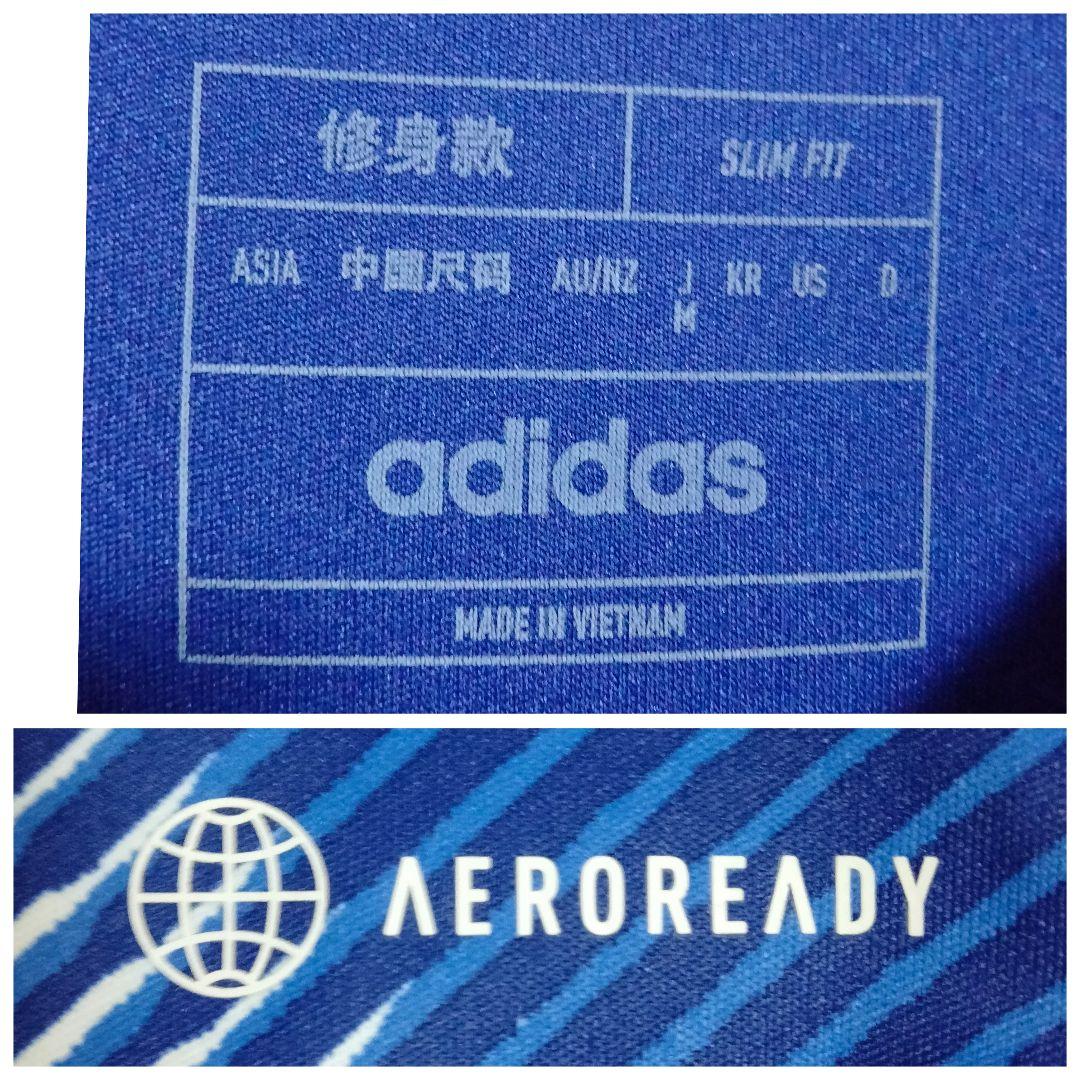 修身款 SLIM FIT
ASIA 中國尺码 AU/NZ J KR US D
M
adidas
MADE IN VIETNAM
AEROREADY